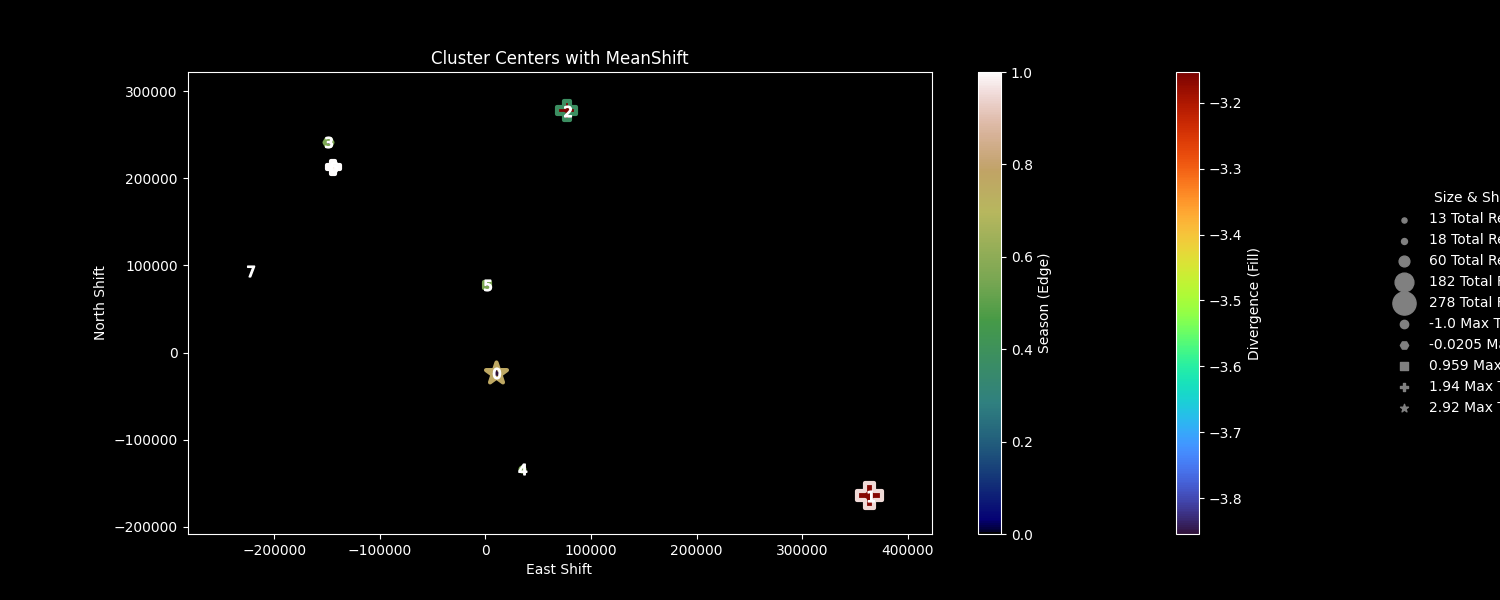 Cluster Centers with MeanShift
300000
200000
100000
0
−100000
−200000
North Shift
−200000
−100000
0
100000
200000
300000
400000
East Shift
2
7
5
0
4
1
1.0
0.8
0.6
0.4
0.2
0.0
Season (Edge)
−3.2
−3.3
−3.4
−3.5
−3.6
−3.7
−3.8
Divergence (Fill)
Size & Sh
13 Total Re
18 Total Re
60 Total Re
182 Total
278 Total
-1.0 Max T
-0.0205 Ma
0.959 Max
1.94 Max T
2.92 Max T